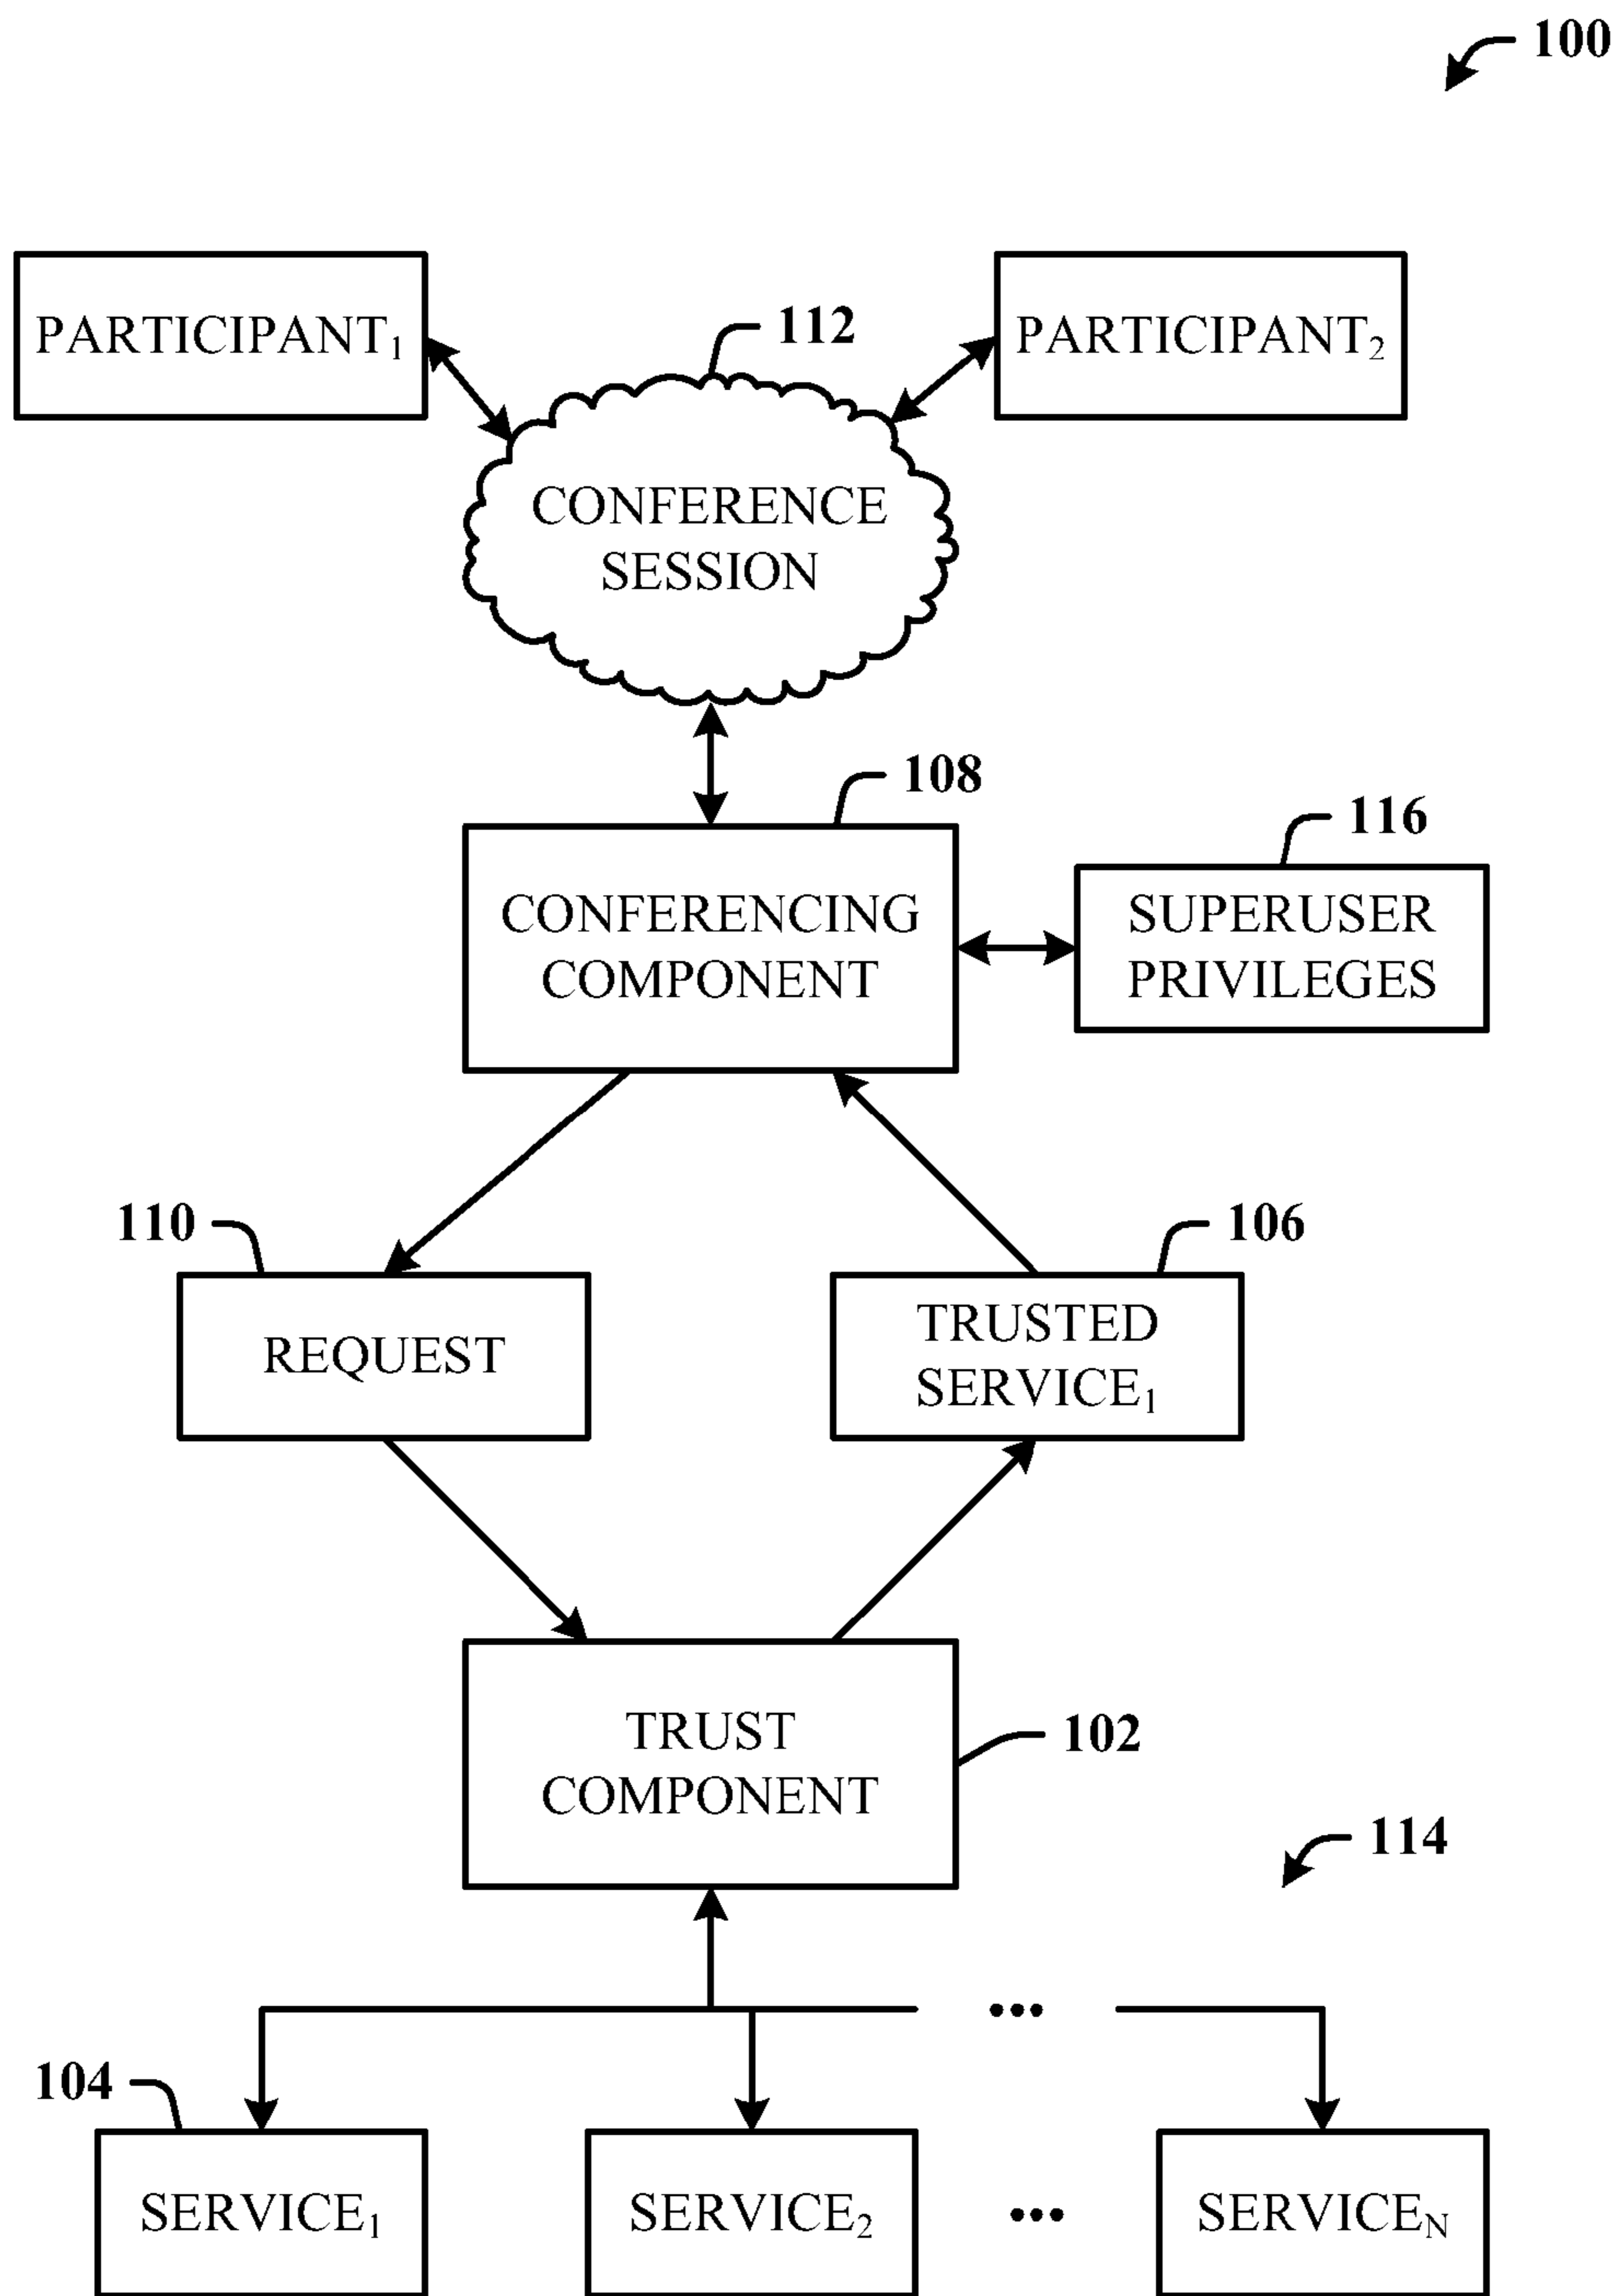 100
PARTICIPANT₁
PARTICIPANT₂
112
CONFERENCE
SESSION
108
CONFERENCING
COMPONENT
116
SUPERUSER
PRIVILEGES
110
REQUEST
106
TRUSTED
SERVICE₁
TRUST
COMPONENT
102
114
•••
104
SERVICE₁
SERVICE₂
•••
SERVICE_N